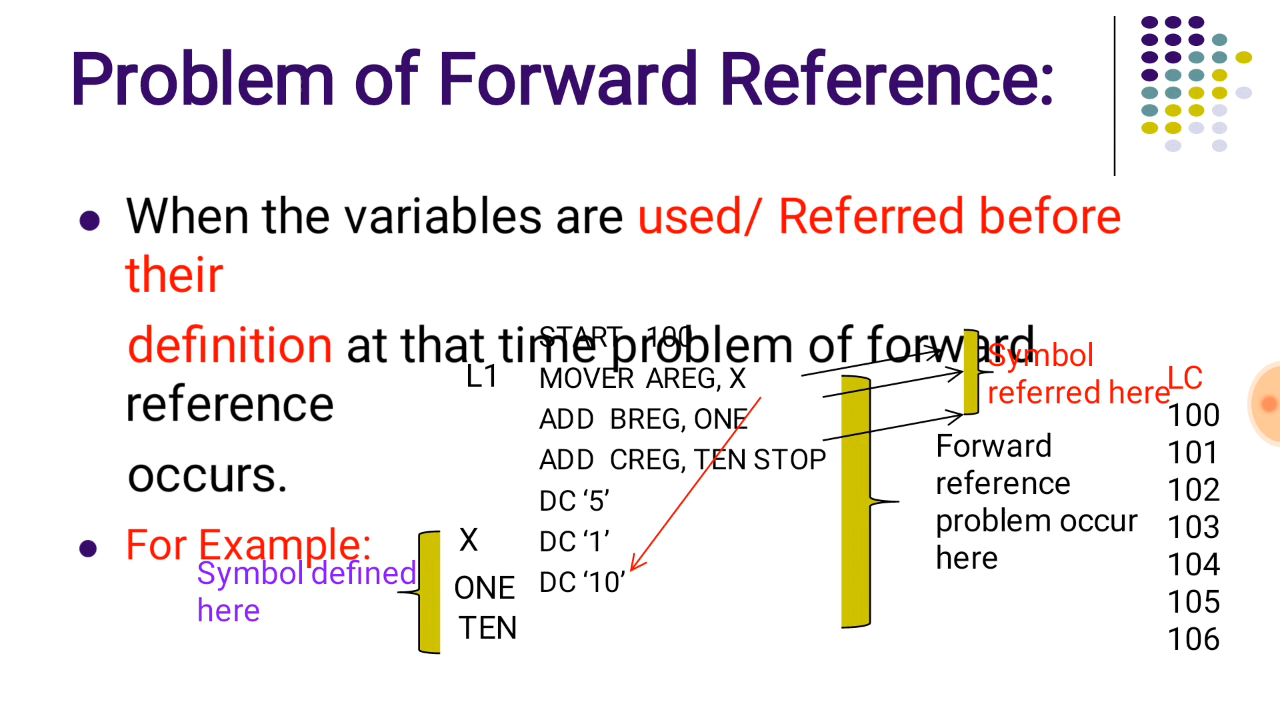 Problem of Forward Reference:
When the variables are used/ Referred before
their
definition at that time problem of forward
reference
occurs.
For Example:
START 100
L1 MOVER AREG, X
ADD BREG, ONE
ADD CREG, TEN STOP
DC ‘5’
X DC ‘1’
ONE DC ‘10’
TEN
Symbol defined
here
Symbol
referred here
Forward
reference
problem occur
here
LC
100
101
102
103
104
105
106